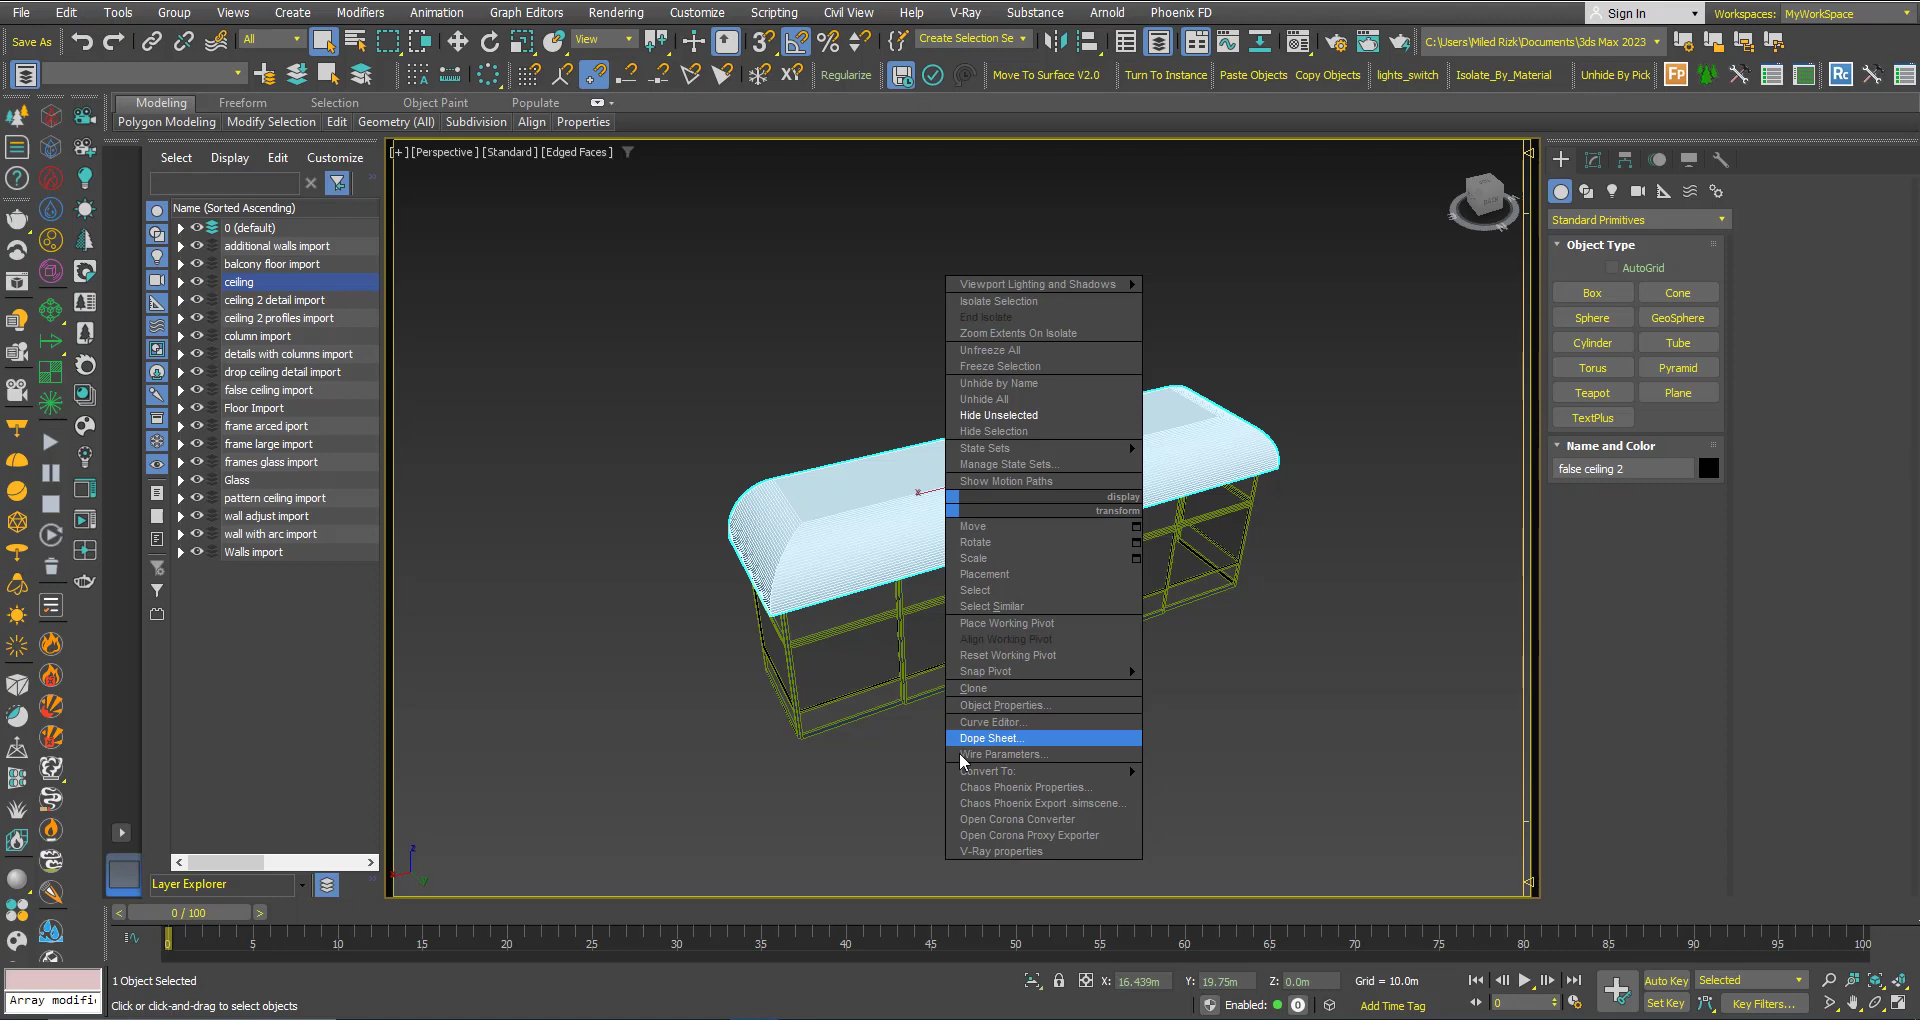 File Edit Tools Group Views Create Modifiers Animation Graph Editors Rendering Customize Scripting Civil View Help V-Ray Substance Arnold Phoenix FD Sign In Workspaces: MyWorkSpace
Save As All View Create Selection Se C:\Users\Miled Rizk\Documents\3ds Max 2023
Regularize Move To Surface V2.0 Turn To Instance Paste Objects Copy Objects lights_switch Isolate_By_Material Unhide By Pick Fp Rc
Modeling Freeform Selection Object Paint Populate
Polygon Modeling Modify Selection Edit Geometry (All) Subdivision Align Properties
Select Display Edit Customize
Name (Sorted Ascending)
0 (default)
additional walls import
balcony floor import
ceiling
ceiling 2 detail import
ceiling 2 profiles import
column import
details with columns import
drop ceiling detail import
false ceiling import
Floor Import
frame arced iport
frame large import
frames glass import
Glass
pattern ceiling import
wall adjust import
wall with arc import
Walls import
Layer Explorer
[+] [Perspective] [Standard] [Edged Faces]
Viewport Lighting and Shadows
Isolate Selection
End Isolate
Zoom Extents On Isolate
Unfreeze All
Freeze Selection
Unhide by Name
Unhide All
Hide Unselected
Hide Selection
State Sets
Manage State Sets...
Show Motion Paths
display
transform
Move
Rotate
Scale
Placement
Select
Select Similar
Place Working Pivot
Align Working Pivot
Reset Working Pivot
Snap Pivot
Clone
Object Properties...
Curve Editor...
Dope Sheet...
Wire Parameters...
Convert To:
Chaos Phoenix Properties...
Chaos Phoenix Export .simscene...
Open Corona Converter
Open Corona Proxy Exporter
V-Ray properties
x
z
Standard Primitives
Object Type
AutoGrid
Box Cone
Sphere GeoSphere
Cylinder Tube
Torus Pyramid
Teapot Plane
TextPlus
Name and Color
false ceiling 2
< 0 / 100 >
0 5 10 15 20 25 30 35 40 45 50 55 60 65 70 75 80 85 90 95 100
1 Object Selected X: 16.439m Y: 19.75m Z: 0.0m Grid = 10.0m Auto Key Selected
Array modifi Click or click-and-drag to select objects Enabled: 0 Add Time Tag 0 Set Key Key Filters...